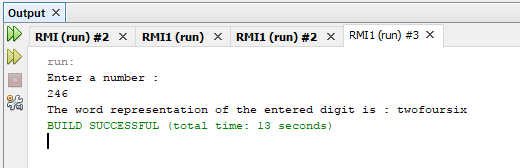 Output ×
RMI (run) #2 × RMI1 (run) × RMI1 (run) #2 × RMI1 (run) #3 ×
run:
Enter a number :
246
The word representation of the entered digit is : twofoursix
BUILD SUCCESSFUL (total time: 13 seconds)